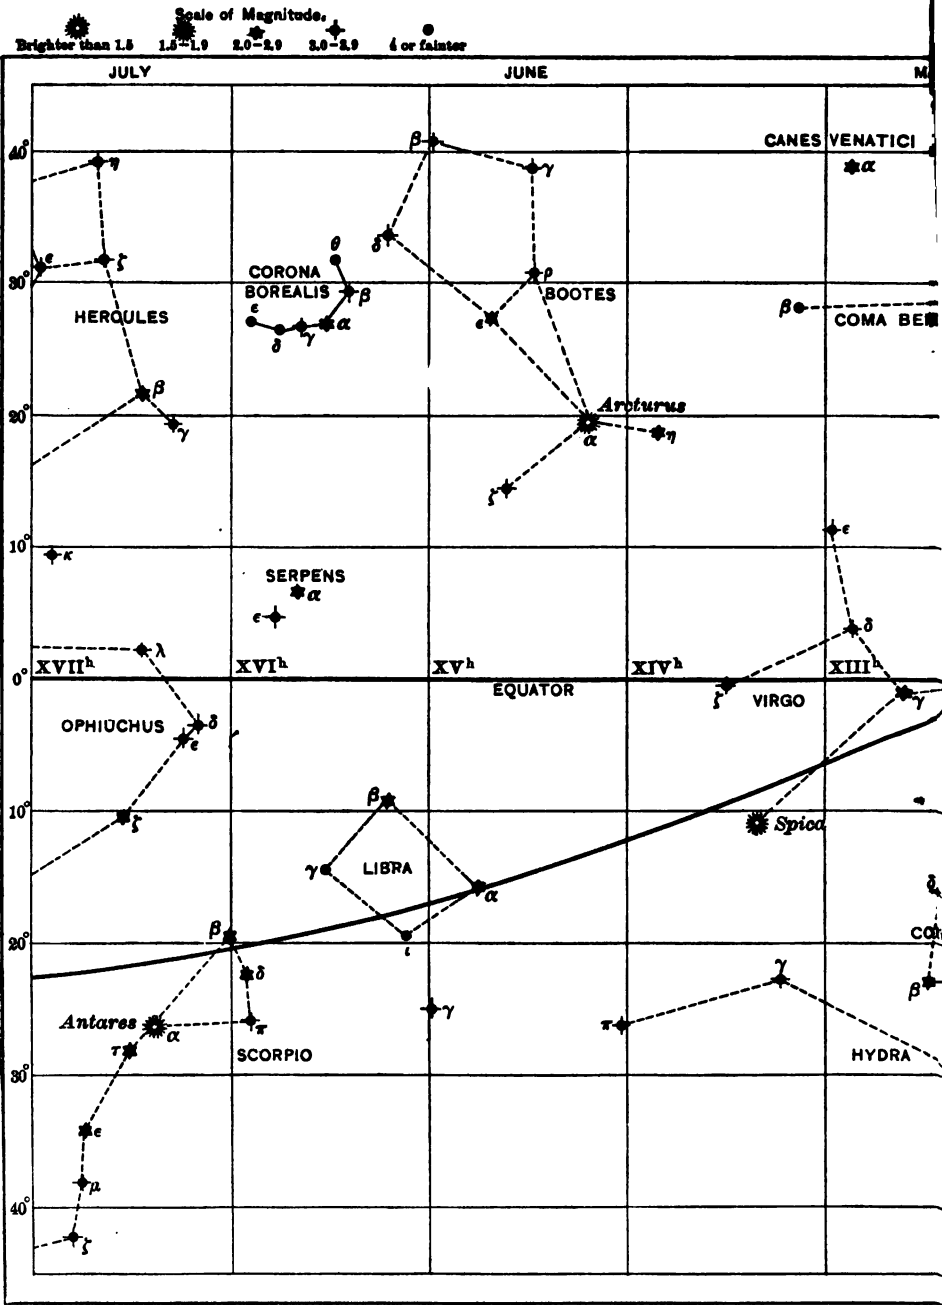 Scale of Magnitude.
Brighter than 1.5 1.5–1.9 2.0–2.9 3.0–3.9 4 or fainter
JULY JUNE
40°
β
CANES VENATICI
η γ α
δ
θ
ε ζ CORONA
30° ρ
BOREALIS β BOOTES
β
HERCULES ε α ε COMA BE
δ γ
β
Arcturus
20°
γ α η
ζ
ε
10°
κ
SERPENS
α
ε
δ
λ
XVIIʰ XVIʰ XVʰ XIVʰ XIIIʰ
0°
EQUATOR
ζ VIRGO γ
OPHIUCHUS δ
ε
β
10°
ζ Spica
γ LIBRA
α δ
β
20° ι
δ
γ
β
γ
Antares α π π
τ SCORPIO HYDRA
30°
ε
μ
40°
ζ